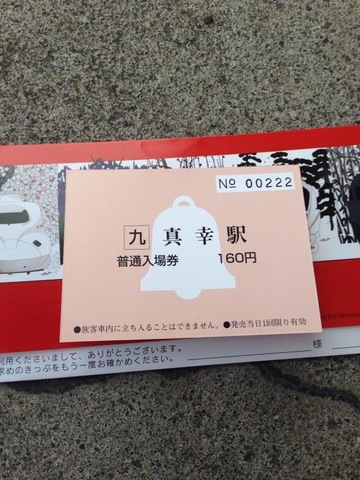 No 00222
九 真幸駅
普通入場券 160円
●旅客車内に立ち入ることはできません。 ●発売当日1回限り有効
利用くださいまして、ありがとうございます。
求めのきっぷをもう一度お確かめください。
様